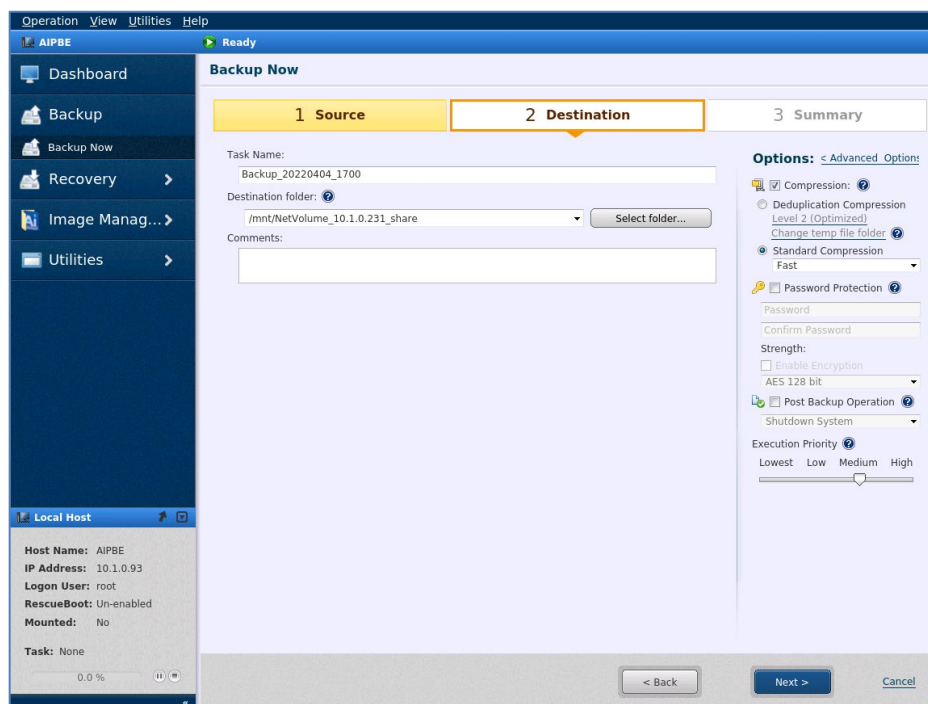 Operation View Utilities Help
AIPBE
Ready
Dashboard
Backup
Backup Now
Recovery
Image Manag...
Utilities
Backup Now
1 Source
2 Destination
3 Summary
Task Name:
Backup_20220404_1700
Destination folder:
/mnt/NetVolume_10.1.0.231_share
Select folder...
Comments:
Options: < Advanced Options
Compression:
Deduplication Compression
Level 2 (Optimized)
Change temp file folder
Standard Compression
Fast
Password Protection
Password
Confirm Password
Strength:
Enable Encryption
AES 128 bit
Post Backup Operation
Shutdown System
Execution Priority
Lowest Low Medium High
Local Host
Host Name: AIPBE
IP Address: 10.1.0.93
Logon User: root
RescueBoot: Un-enabled
Mounted: No
Task: None
0.0 %
< Back
Next >
Cancel